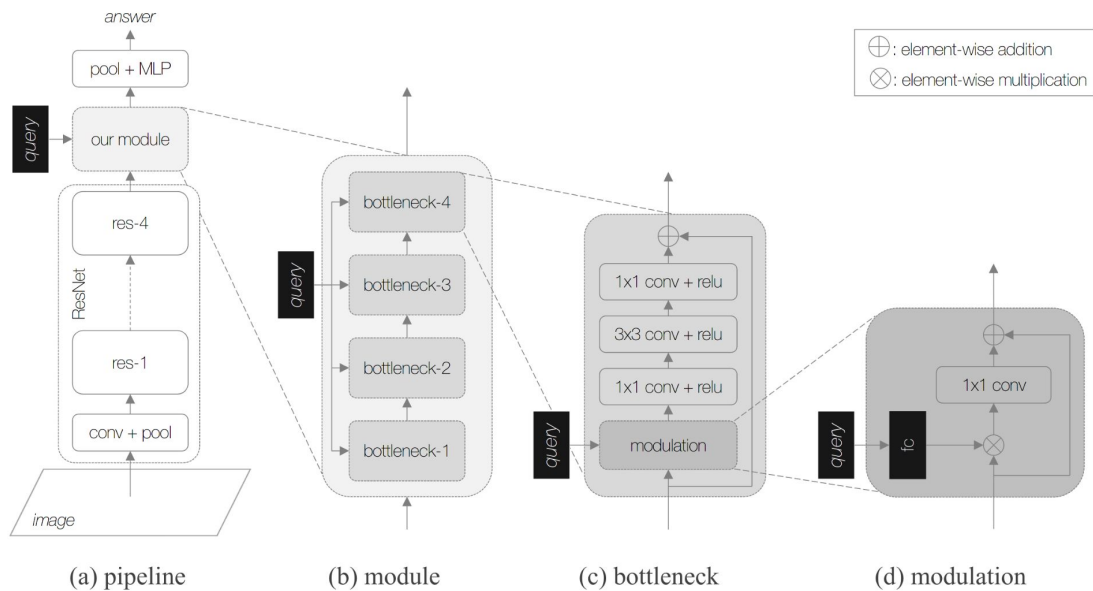 answer
pool + MLP
query
our module
res-4
ResNet
res-1
conv + pool
image
(a) pipeline
bottleneck-4
query
bottleneck-3
bottleneck-2
bottleneck-1
(b) module
1x1 conv + relu
3x3 conv + relu
1x1 conv + relu
query
modulation
(c) bottleneck
⊕: element-wise addition
⊗: element-wise multiplication
1x1 conv
query
fc
(d) modulation